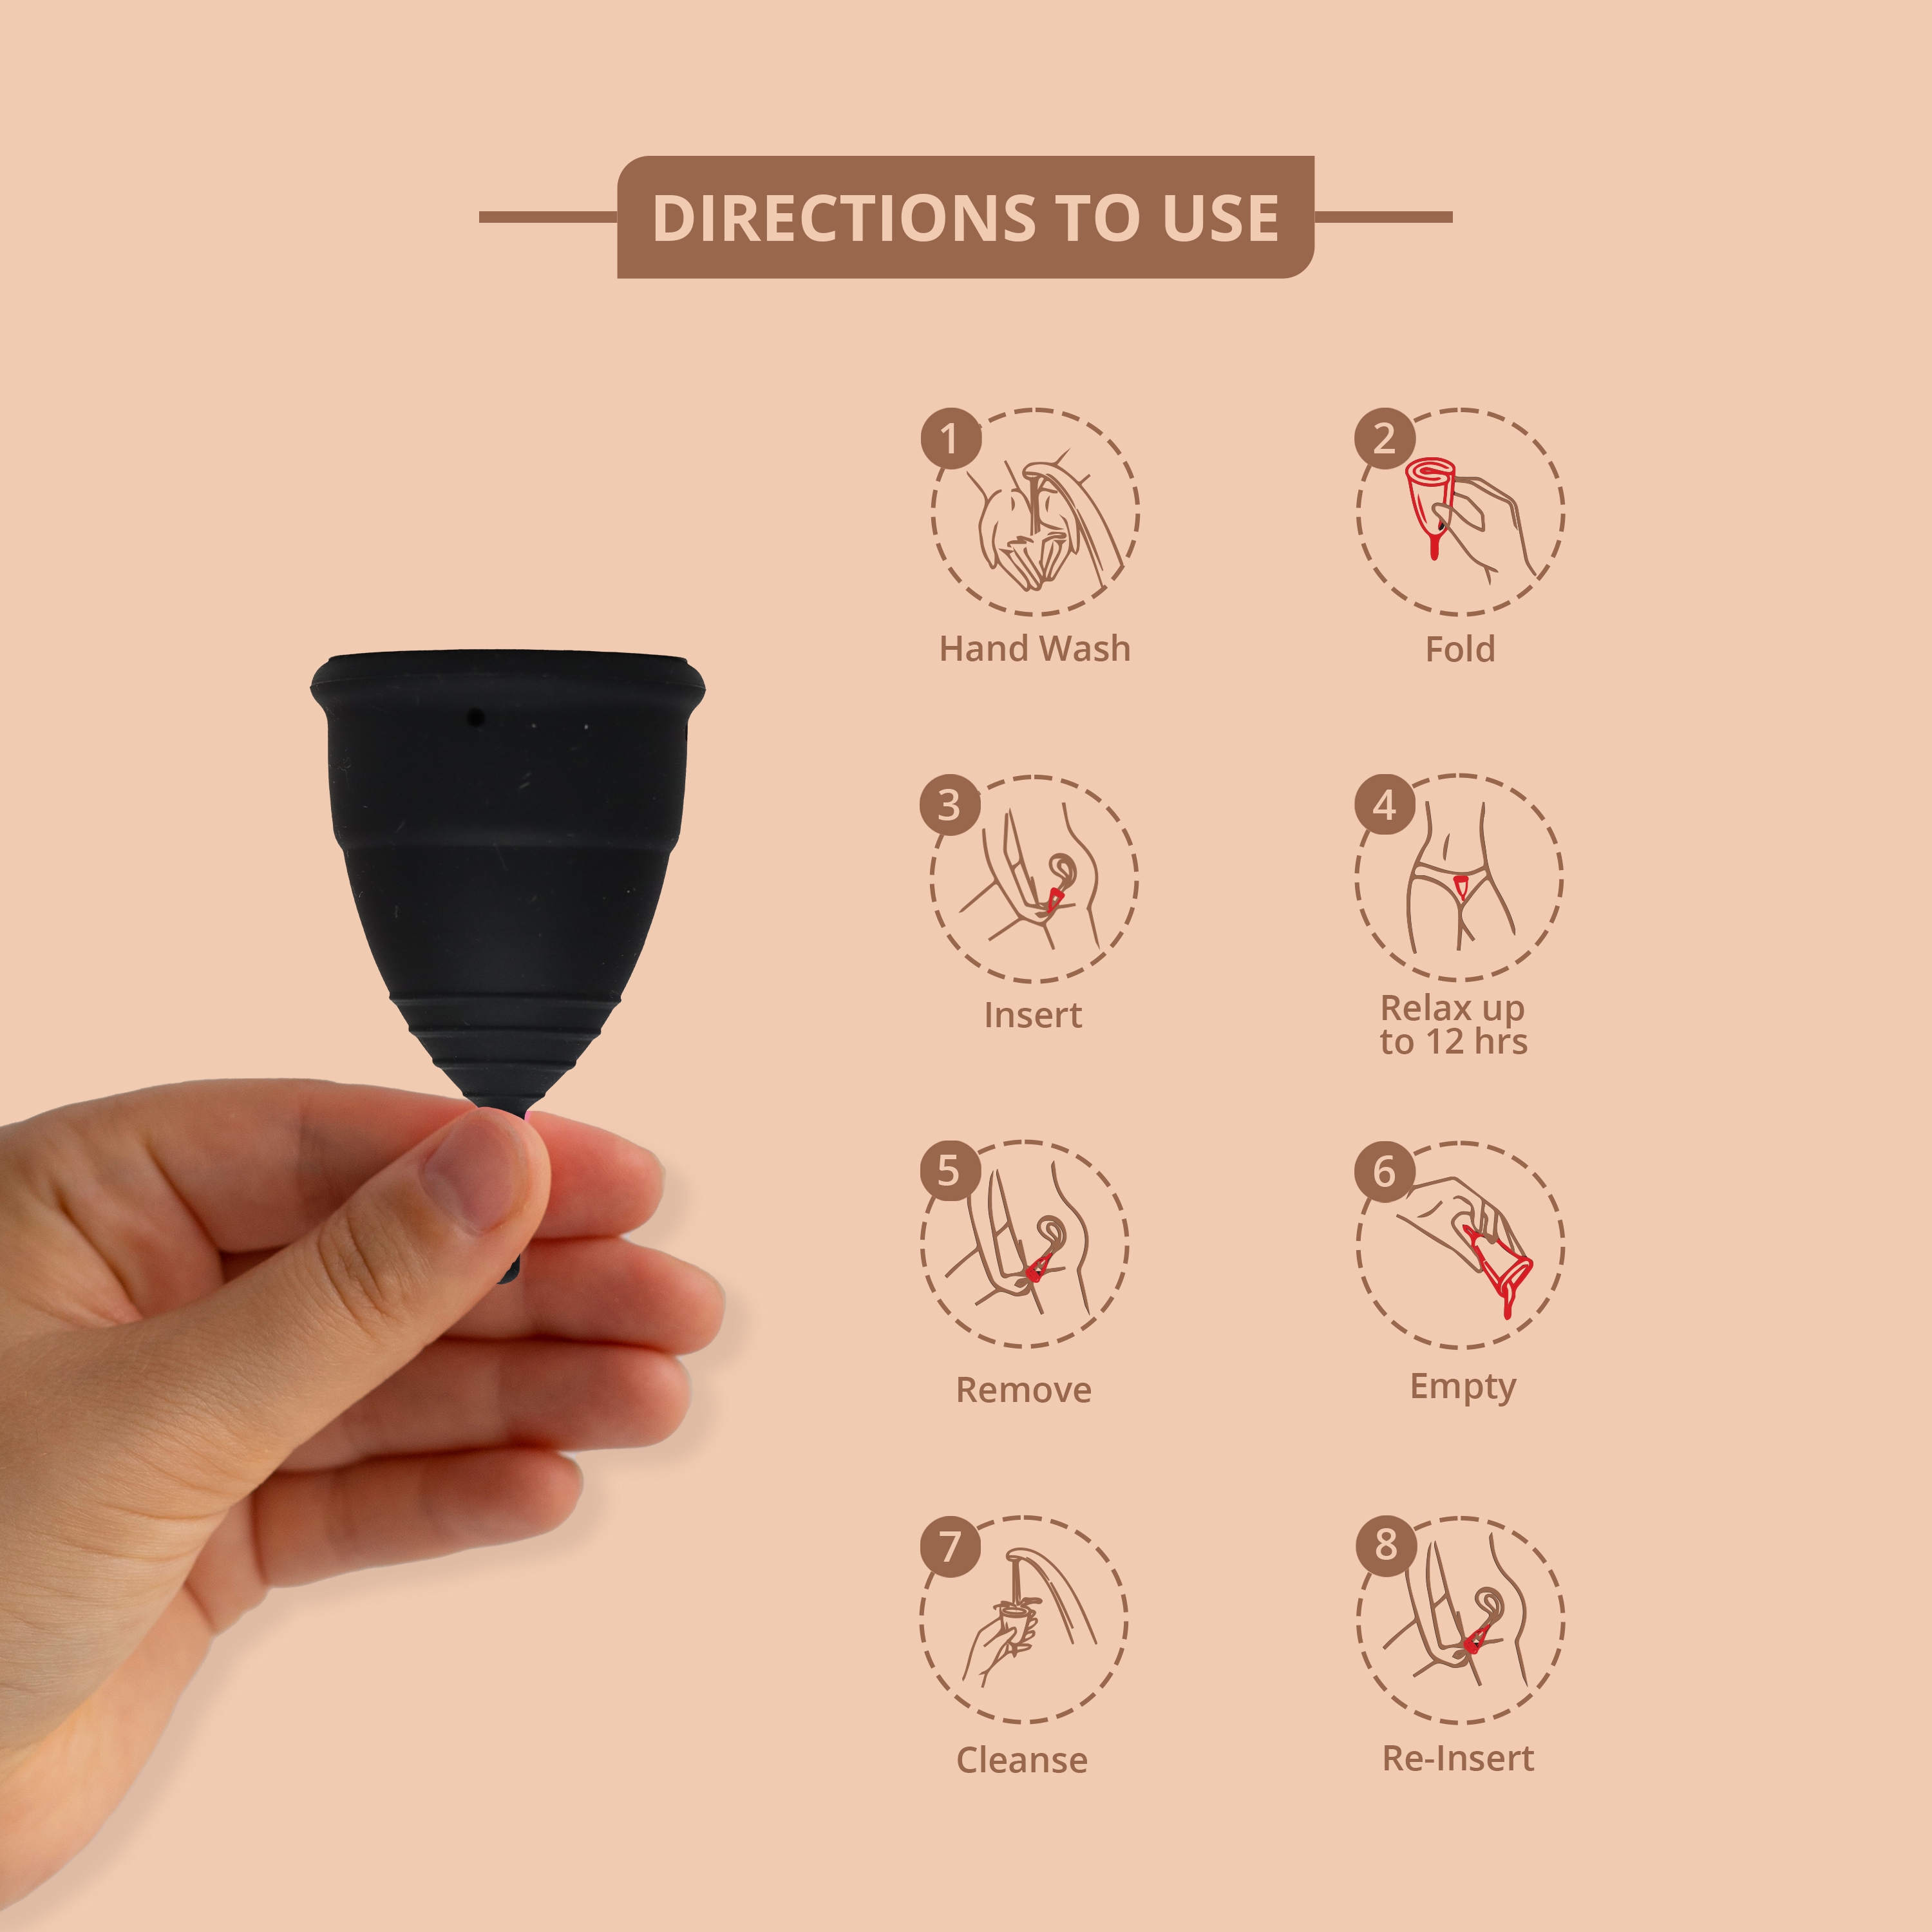 DIRECTIONS TO USE
1
Hand Wash
2
Fold
3
Insert
4
Relax up
to 12 hrs
5
Remove
6
Empty
7
Cleanse
8
Re-Insert